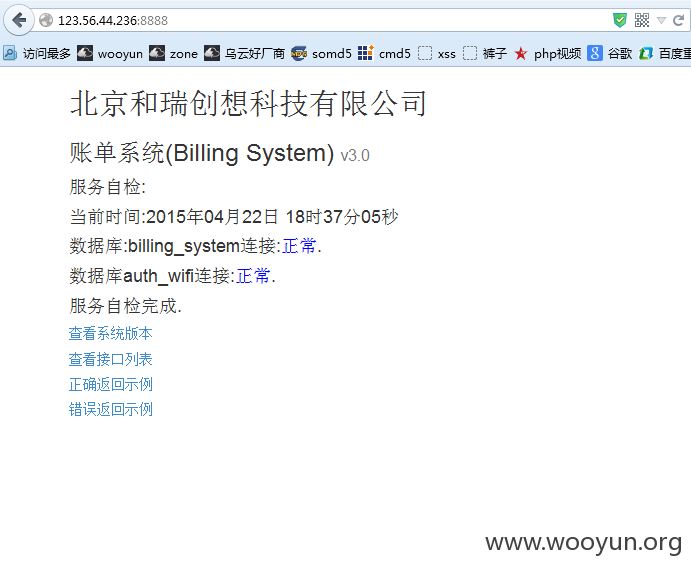 123.56.44.236:8888
访问最多 wooyun zone 乌云好厂商 somd5 cmd5 xss 裤子 php视频 谷歌 百度重
北京和瑞创想科技有限公司
账单系统(Billing System) v3.0
服务自检:
当前时间:2015年04月22日 18时37分05秒
数据库:billing_system连接:正常.
数据库auth_wifi连接:正常.
服务自检完成.
查看系统版本
查看接口列表
正确返回示例
错误返回示例
www.wooyun.org